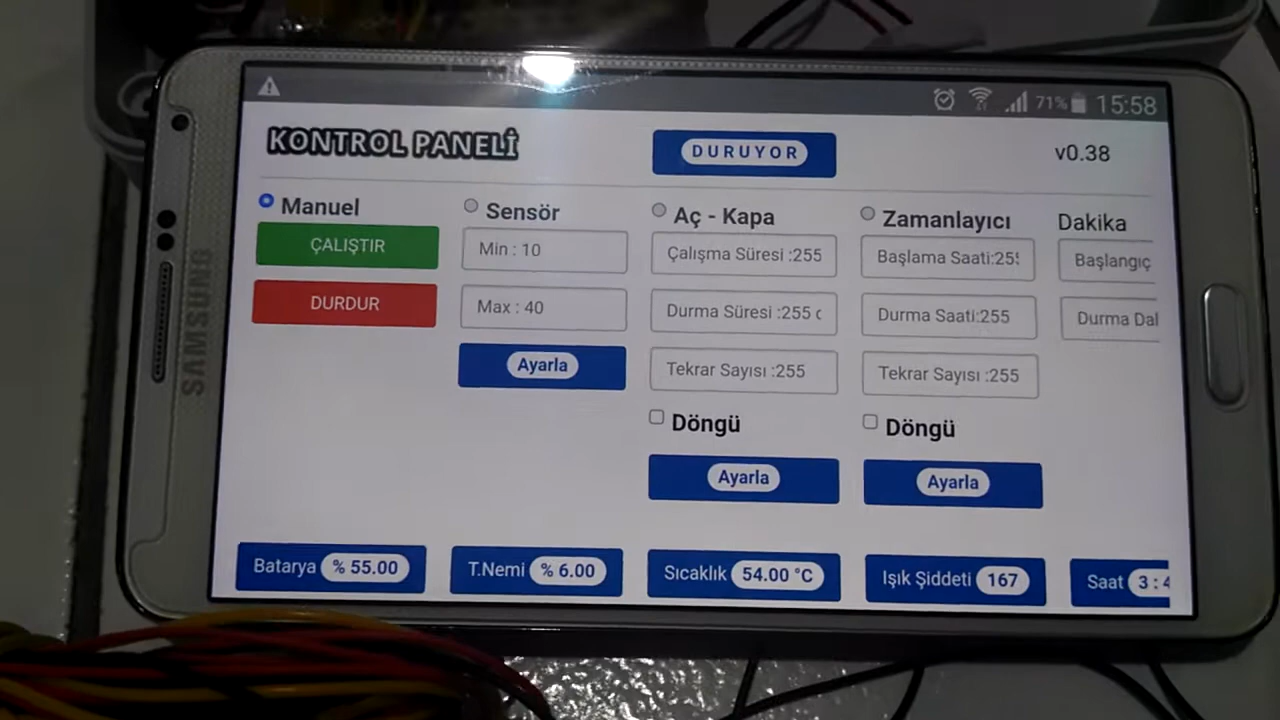 71% 15:58
KONTROL PANELİ
DURUYOR
v0.38
Manuel
ÇALIŞTIR
DURDUR
Sensör
Min : 10
Max : 40
Ayarla
Aç - Kapa
Çalışma Süresi :255
Durma Süresi :255
Tekrar Sayısı :255
Döngü
Ayarla
Zamanlayıcı
Başlama Saati:255
Durma Saati:255
Tekrar Sayısı :255
Döngü
Ayarla
Dakika
Başlangıç
Durma
Batarya % 55.00
T.Nemi % 6.00
Sıcaklık 54.00 °C
Işık Şiddeti 167
Saat 3 :
SAMSUNG